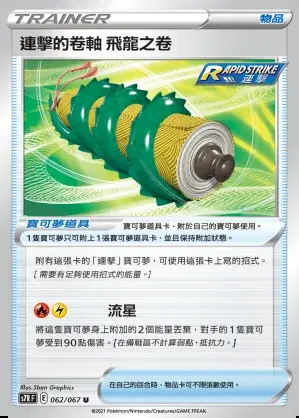 TRAINER 物品
連擊的卷軸 飛龍之卷
RAPID STRIKE
連擊
寶可夢道具
寶可夢道具卡，附於自己的寶可夢使用。
1隻寶可夢只可附上1張寶可夢道具卡，並且保持附加狀態。
附有這張卡的「連擊」寶可夢，可使用這張卡上寫的招式。
［需要有足夠使用招式的能量。］
流星
將這隻寶可夢身上附加的2個能量丟棄，對手的1隻寶可
夢受到90點傷害。［在備戰區不計算弱點、抵抗力。］
Illus. 5ban Graphics
S7R F E 062/067 U
在自己的回合時，物品卡可不限張數使用。
©2021 Pokémon/Nintendo/Creatures/GAME FREAK.